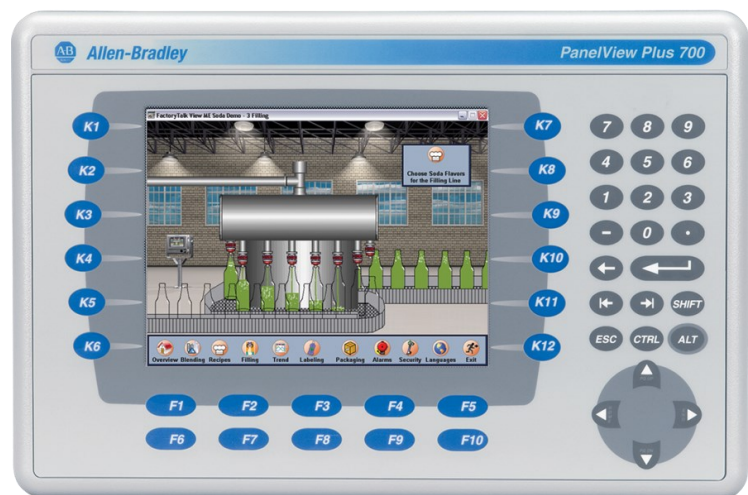 AB Allen-Bradley PanelView Plus 700
FactoryTalk View ME Soda Demo - 3 Filling
K1 K7 7 8 9
K2 Choose Soda Flavors K8 4 5 6
for the Filling Line
K3 K9 1 2 3
K4 K10 - 0 .
K5 K11 SHIFT
K6 K12 ESC CTRL ALT
Overview Blending Recipes Filling Trend Labeling Packaging Alarms Security Languages Exit
F1 F2 F3 F4 F5
F6 F7 F8 F9 F10